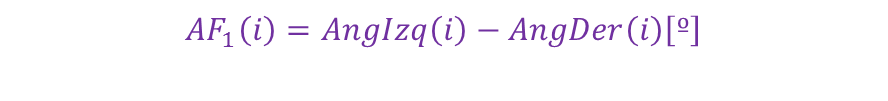 AF₁(i) = AngIzq(i) − AngDer(i)[º]